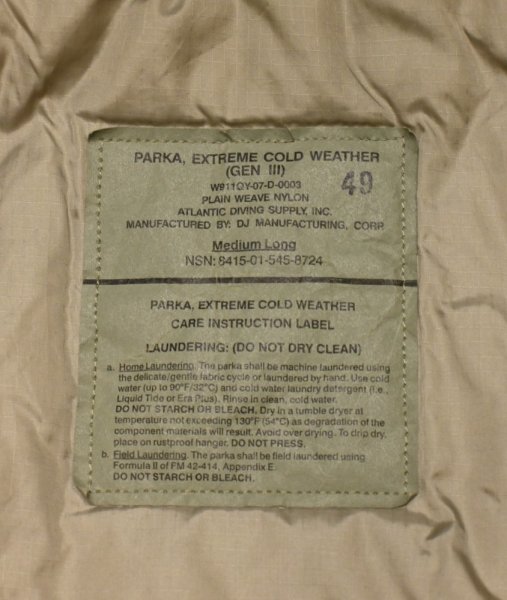 PARKA, EXTREME COLD WEATHER
(GEN III)
49
W911QY-07-D-0003
PLAIN WEAVE NYLON
ATLANTIC DIVING SUPPLY, INC.
MANUFACTURED BY: DJ MANUFACTURING, CORP.
Medium Long
NSN: 8415-01-545-8724
PARKA, EXTREME COLD WEATHER
CARE INSTRUCTION LABEL
LAUNDERING: (DO NOT DRY CLEAN)
a. Home Laundering. The parka shall be machine laundered using
the delicate/gentle fabric cycle or laundered by hand. Use cold
water (up to 90°F/32°C) and cold water laundry detergent (i.e.,
Liquid Tide or Era Plus). Rinse in clean, cold water.
DO NOT STARCH OR BLEACH. Dry in a tumble dryer at
temperature not exceeding 130°F (54°C) as degradation of the
component materials will result. Avoid over drying. To drip dry,
place on rustproof hanger. DO NOT PRESS.
b. Field Laundering. The parka shall be field laundered using
Formula II of FM 42-414, Appendix E.
DO NOT STARCH OR BLEACH.